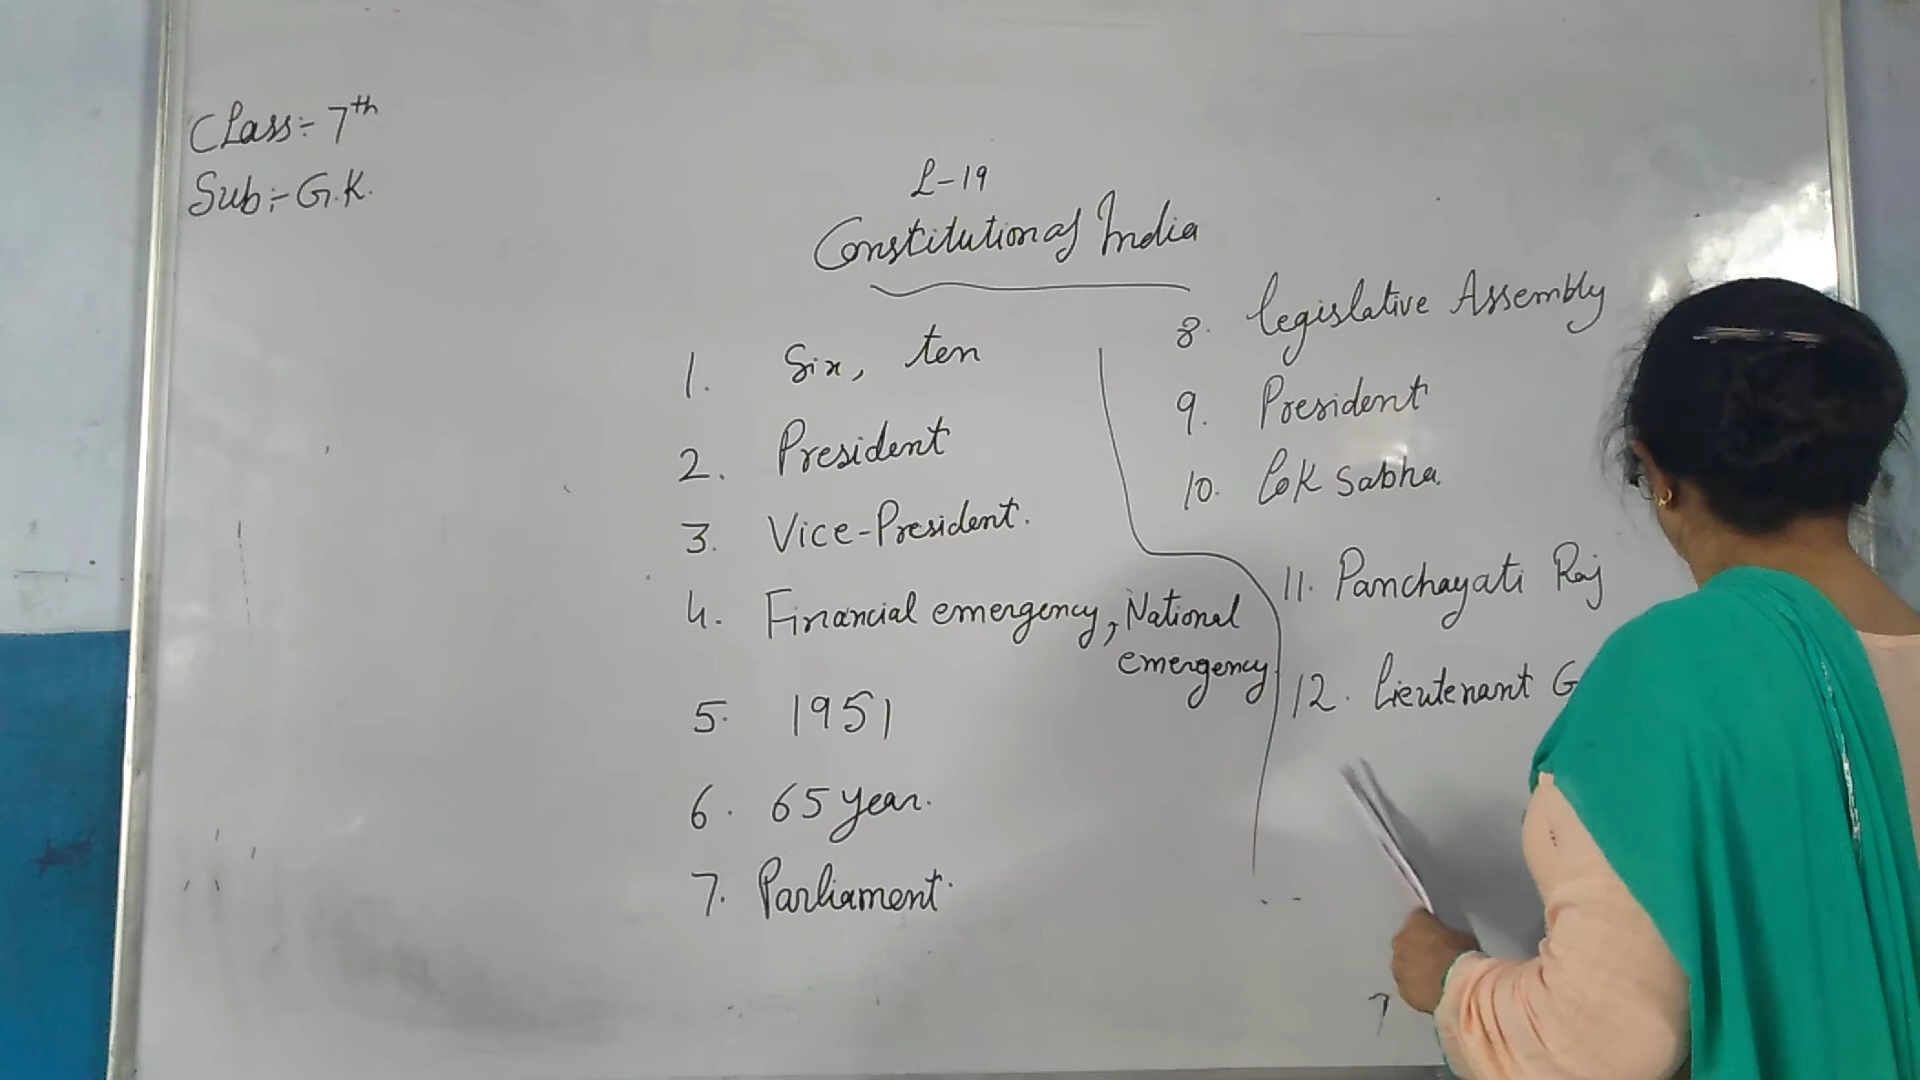 Class:- 7th
Sub:- G.K.
L-19
Constitution of India
1. Six, ten
2. President
3. Vice-President.
4. Financial emergency, National
emergency
5. 1951
6. 65 year.
7. Parliament.
8. Legislative Assembly
9. President
10. Lok Sabha.
11. Panchayati Raj
12. Lieutenant G